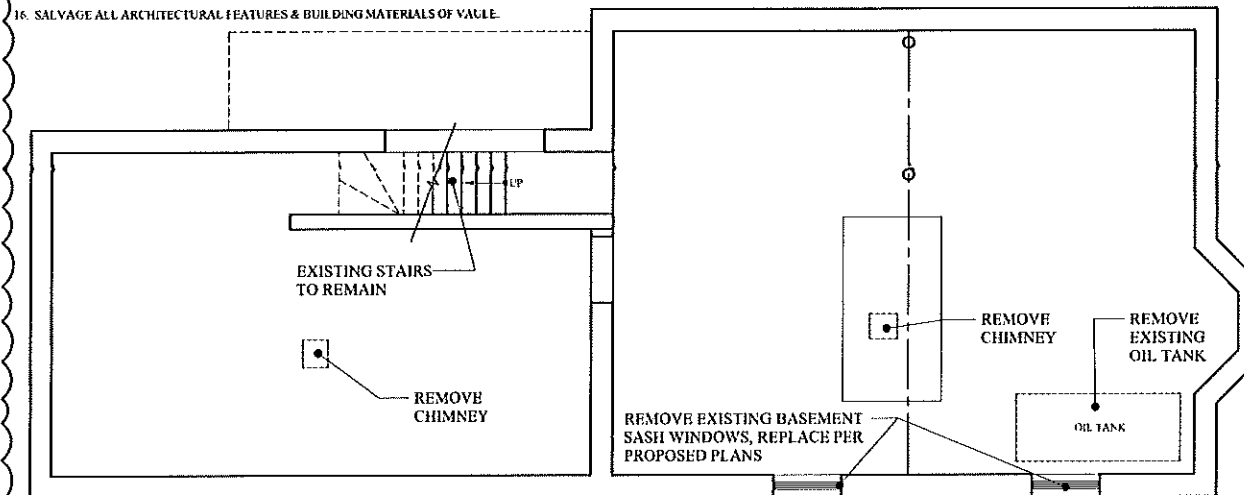 16. SALVAGE ALL ARCHITECTURAL FEATURES & BUILDING MATERIALS OF VAULE.
UP
EXISTING STAIRS
TO REMAIN
REMOVE
CHIMNEY
REMOVE
CHIMNEY
REMOVE
EXISTING
OIL TANK
OIL TANK
REMOVE EXISTING BASEMENT
SASH WINDOWS, REPLACE PER
PROPOSED PLANS